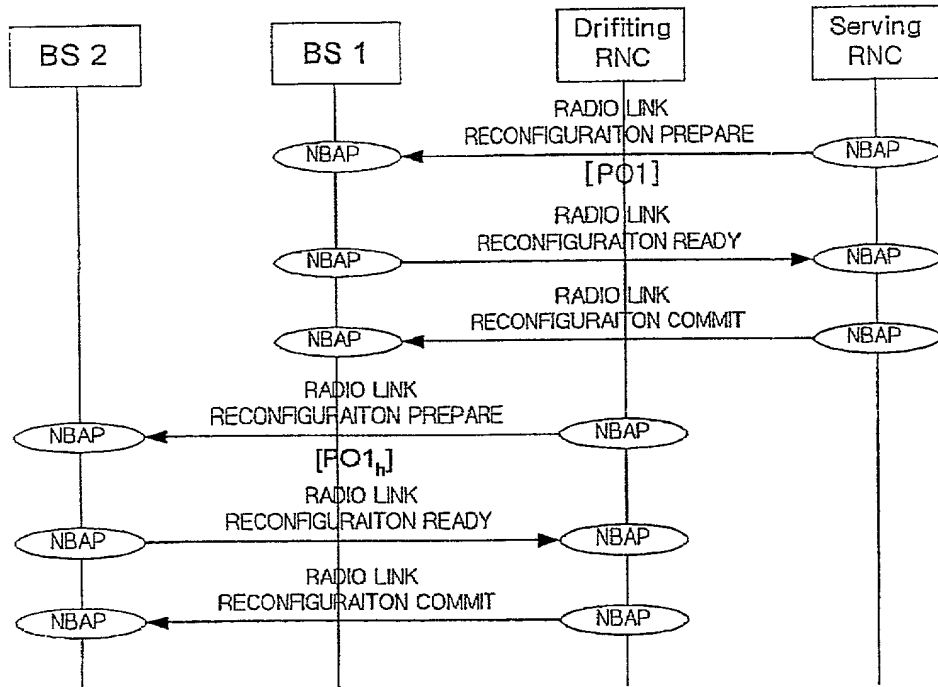 BS 2
BS 1
Drifiting
RNC
Serving
RNC
RADIO LINK
RECONFIGURAITON PREPARE
NBAP
NBAP
[PO1]
RADIO LINK
RECONFIGURAITON READY
NBAP
NBAP
RADIO LINK
RECONFIGURAITON COMMIT
NBAP
NBAP
RADIO LINK
RECONFIGURAITON PREPARE
NBAP
NBAP
[PO1h]
RADIO LINK
RECONFIGURAITON READY
NBAP
NBAP
RADIO LINK
RECONFIGURAITON COMMIT
NBAP
NBAP